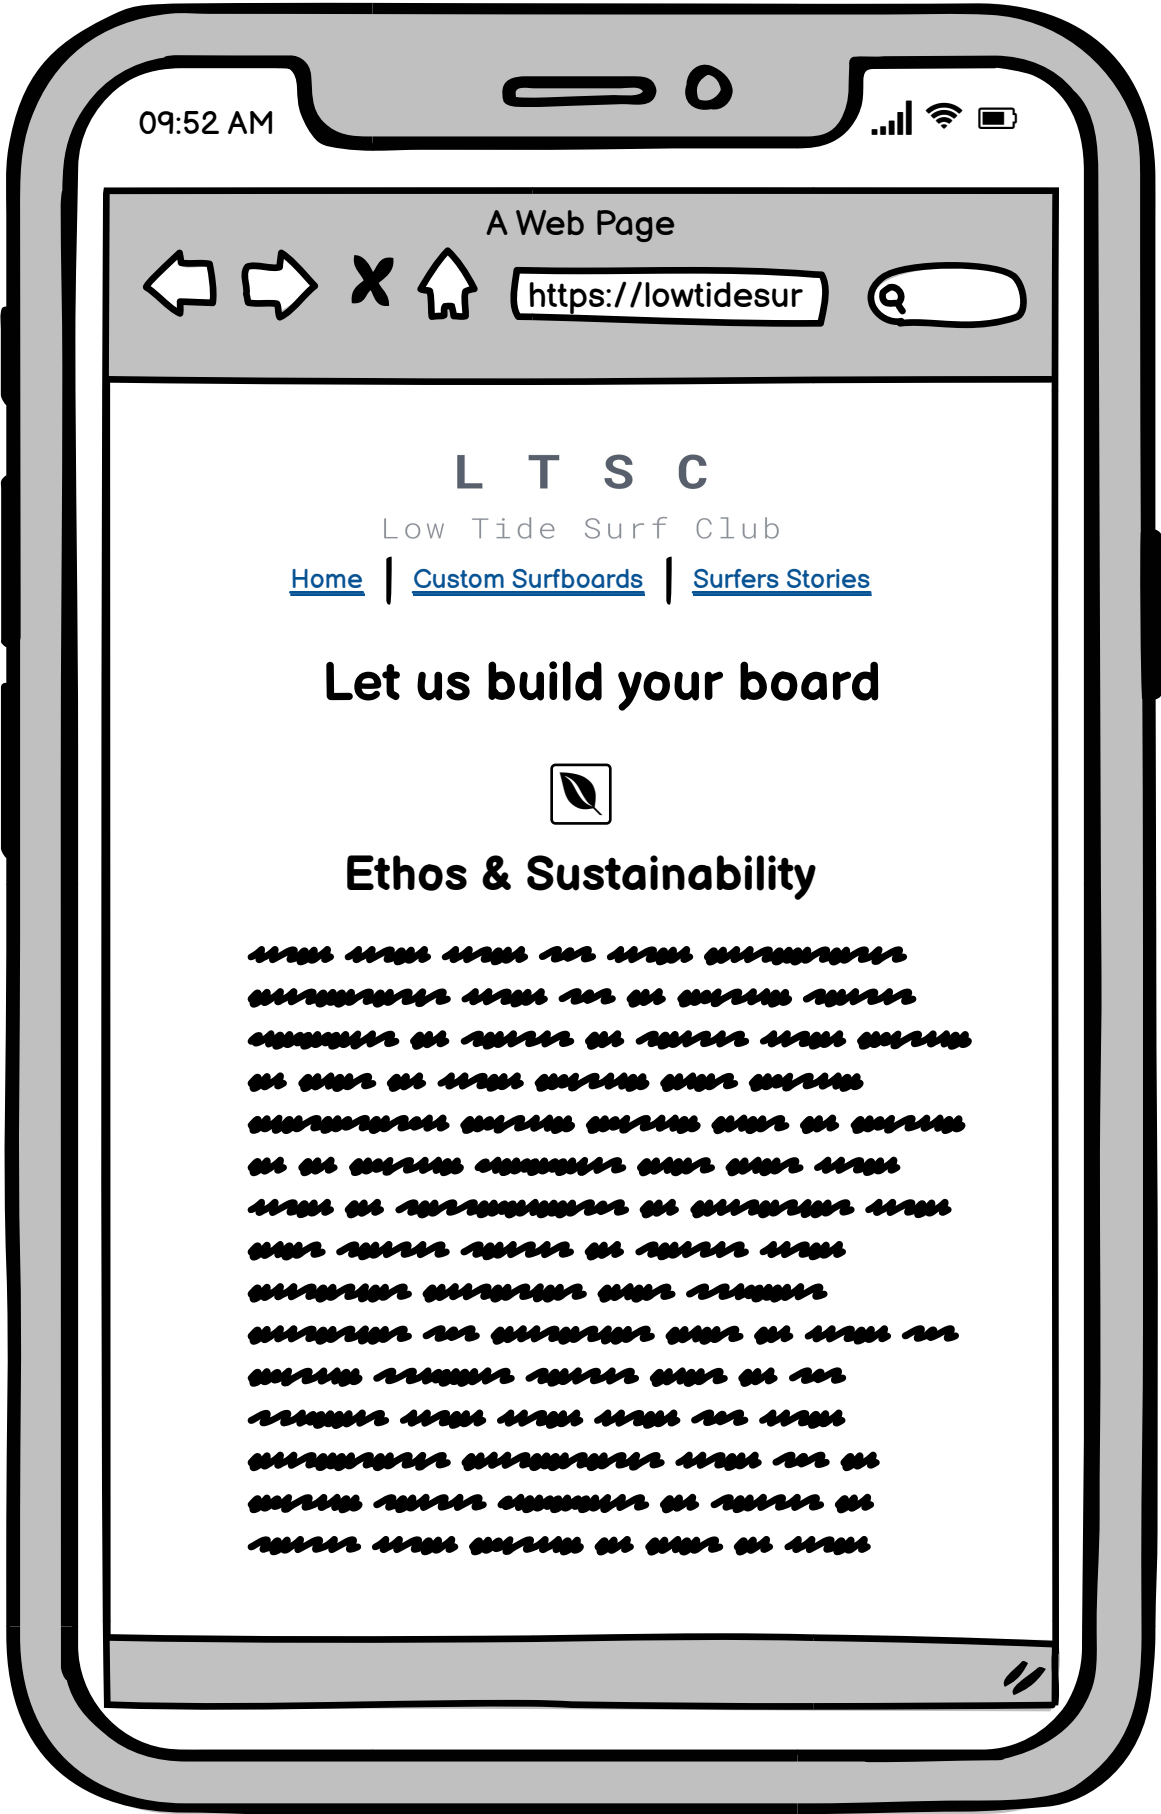 09:52 AM
A Web Page
https://lowtidesur
L T S C
Low Tide Surf Club
Home | Custom Surfboards | Surfers Stories
Let us build your board
Ethos & Sustainability